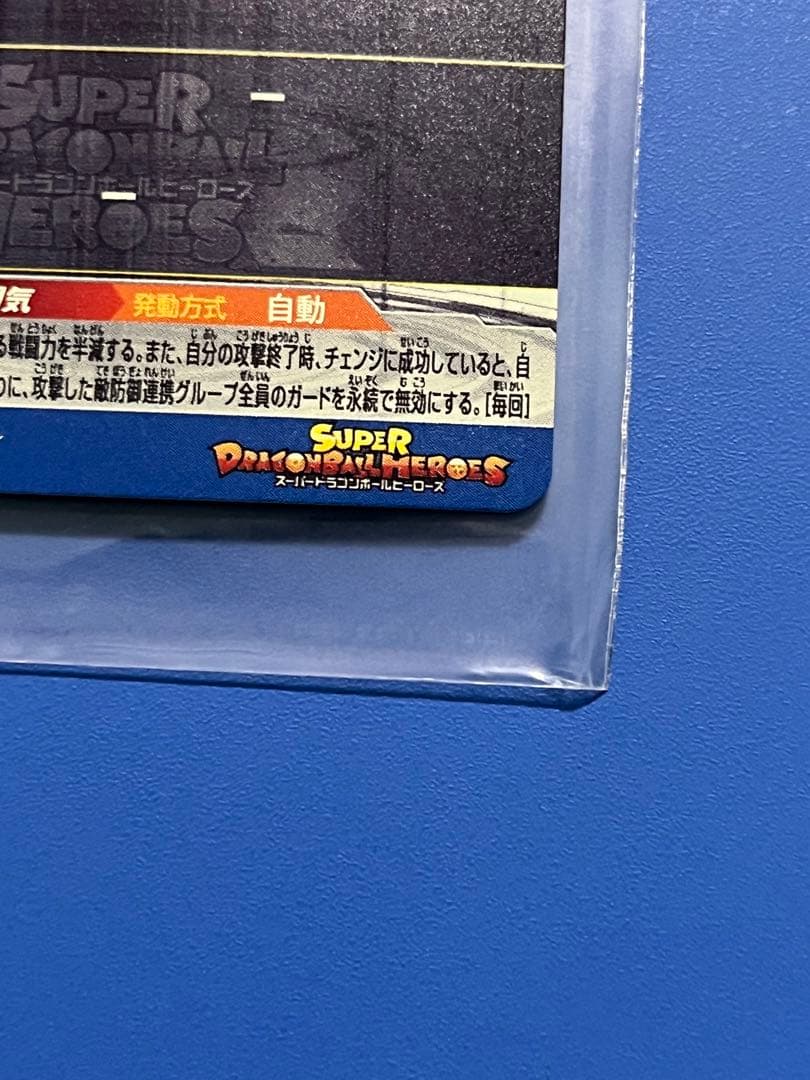 SUPER
DRAGONBALL
スーパードラゴンボールヒーローズ
HEROES
気 発動方式 自動
る戦闘力を半減する。また、自分の攻撃終了時、チェンジに成功していると、自
に、攻撃した敵防御連携グループ全員のガードを永続で無効にする。[毎回]
SUPER
DRAGONBALL HEROES
スーパードラゴンボールヒーローズ